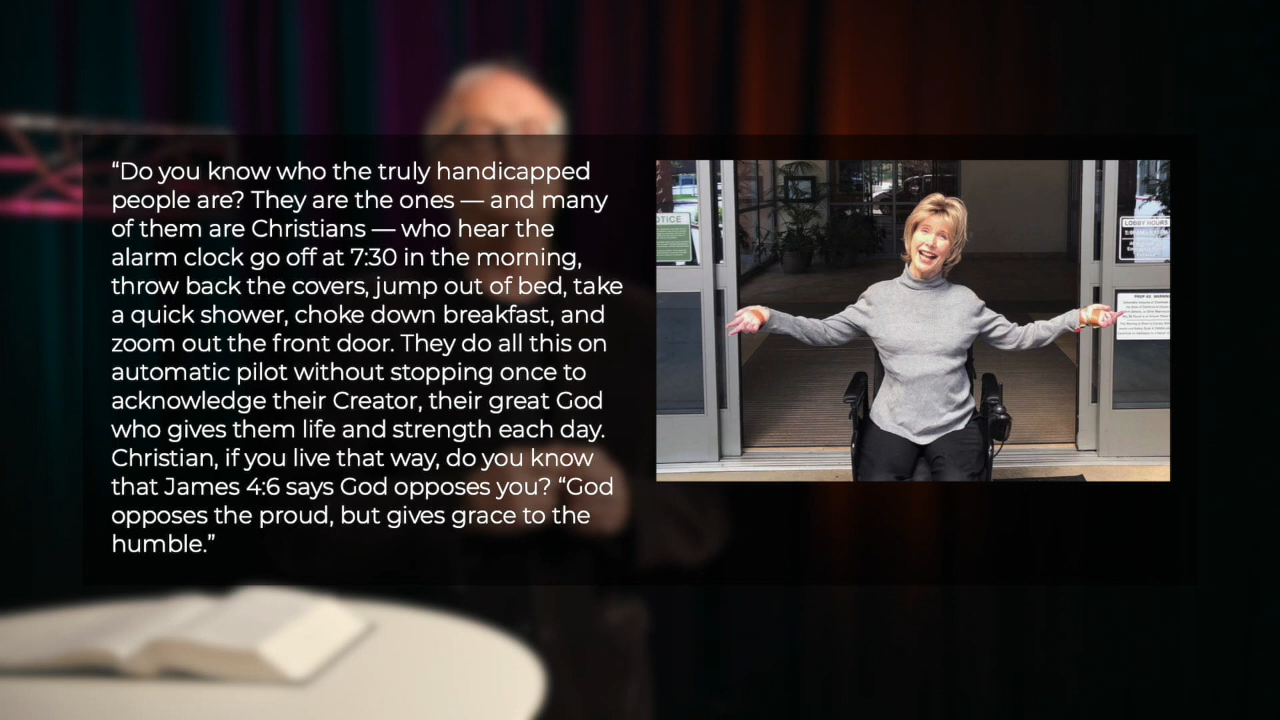 “Do you know who the truly handicapped
people are? They are the ones — and many
of them are Christians — who hear the
alarm clock go off at 7:30 in the morning,
throw back the covers, jump out of bed, take
a quick shower, choke down breakfast, and
zoom out the front door. They do all this on
automatic pilot without stopping once to
acknowledge their Creator, their great God
who gives them life and strength each day.
Christian, if you live that way, do you know
that James 4:6 says God opposes you? “God
opposes the proud, but gives grace to the
humble.”
OTICE
LOBBY HOURS
PROP 65 WARNING